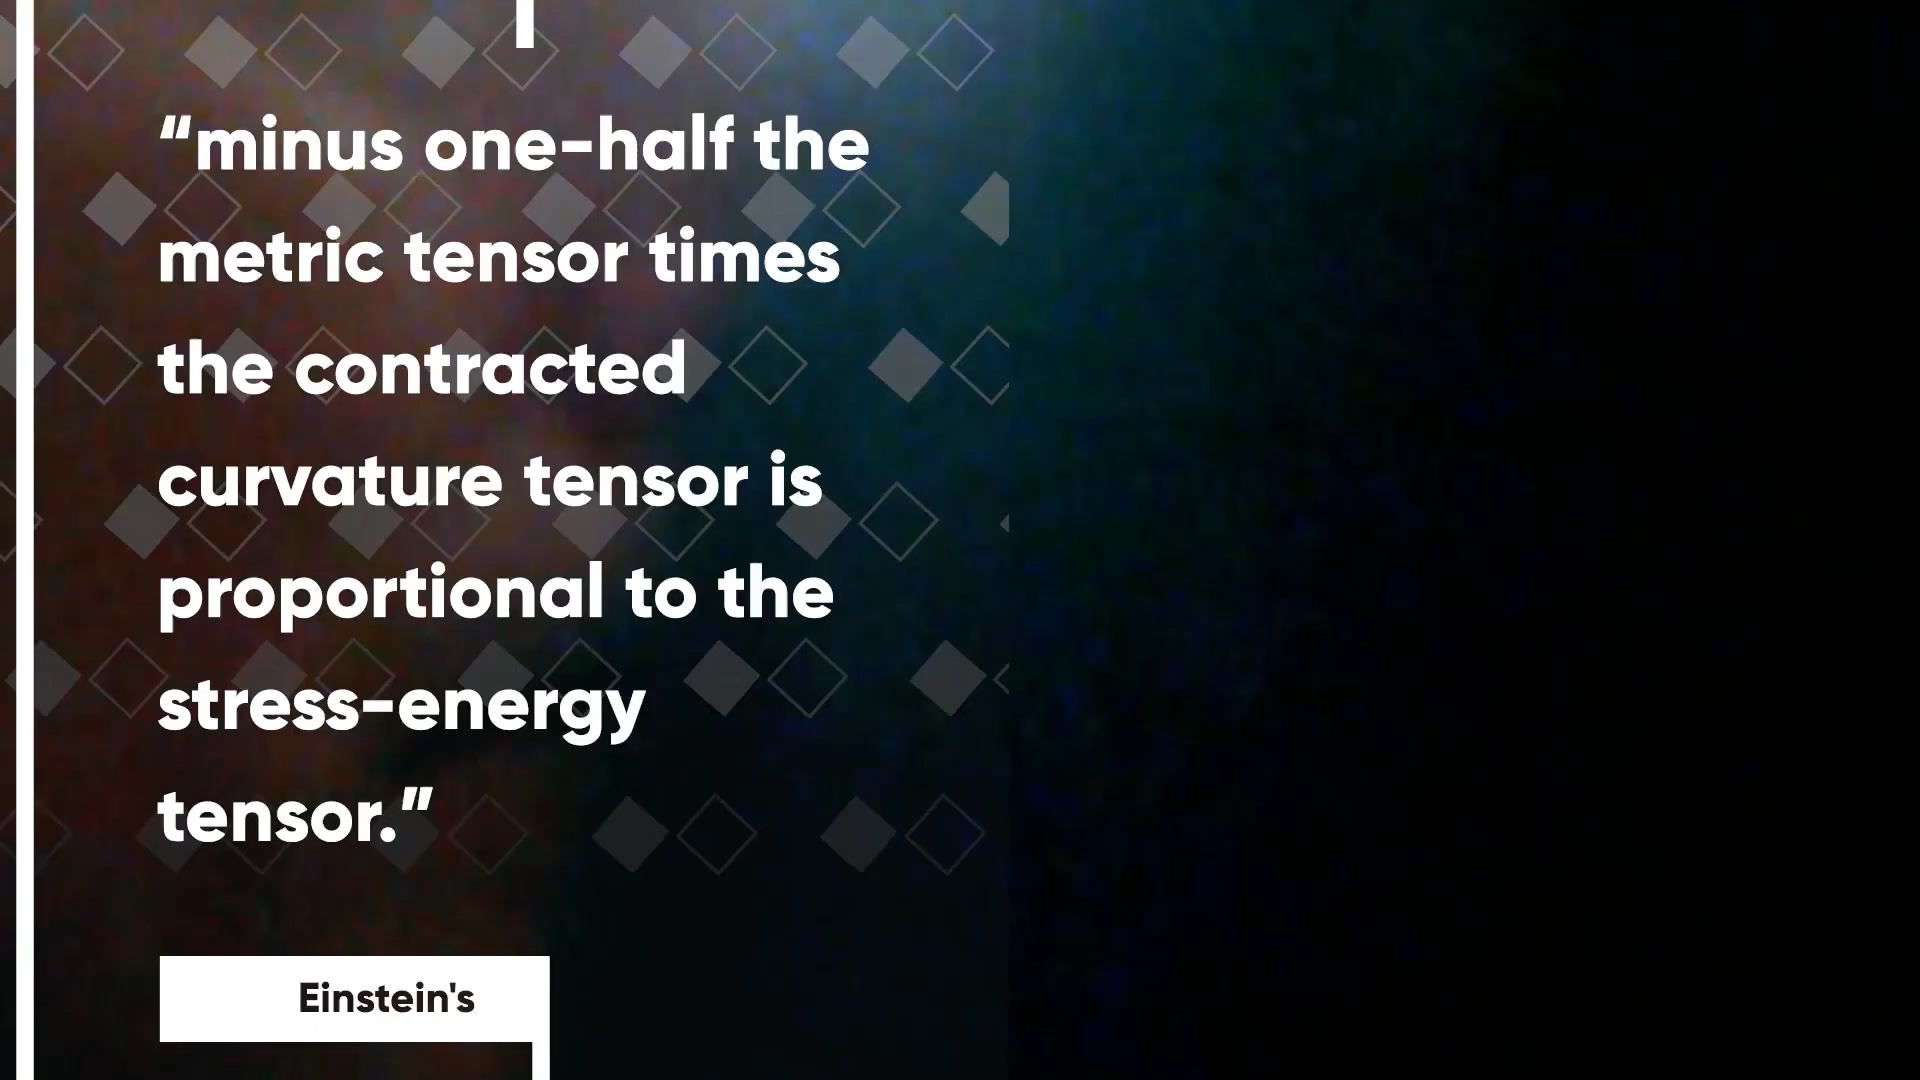 “minus one-half the
metric tensor times
the contracted
curvature tensor is
proportional to the
stress-energy
tensor.”
Einstein's